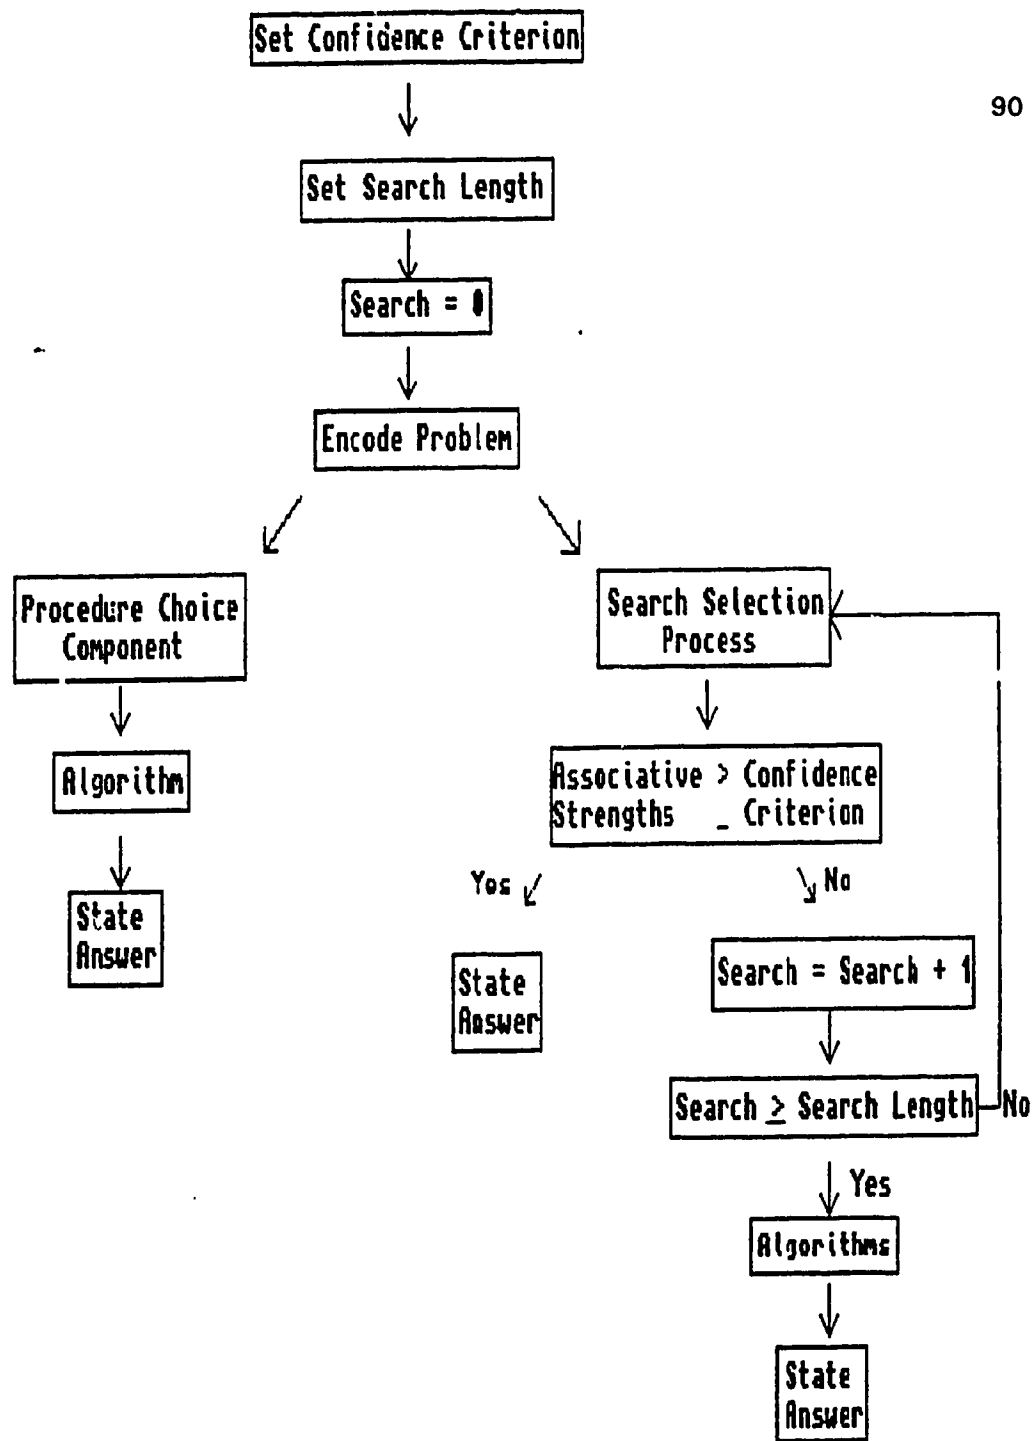 Set Confidence Criterion
90
Set Search Length
Search = 0
Encode Problem
Procedure Choice
Component
Search Selection
Process
Algorithm
Associative > Confidence
Strengths _ Criterion
State
Answer
Yes
No
State
Answer
Search = Search + 1
Search ≥ Search Length
No
Yes
Algorithms
State
Answer